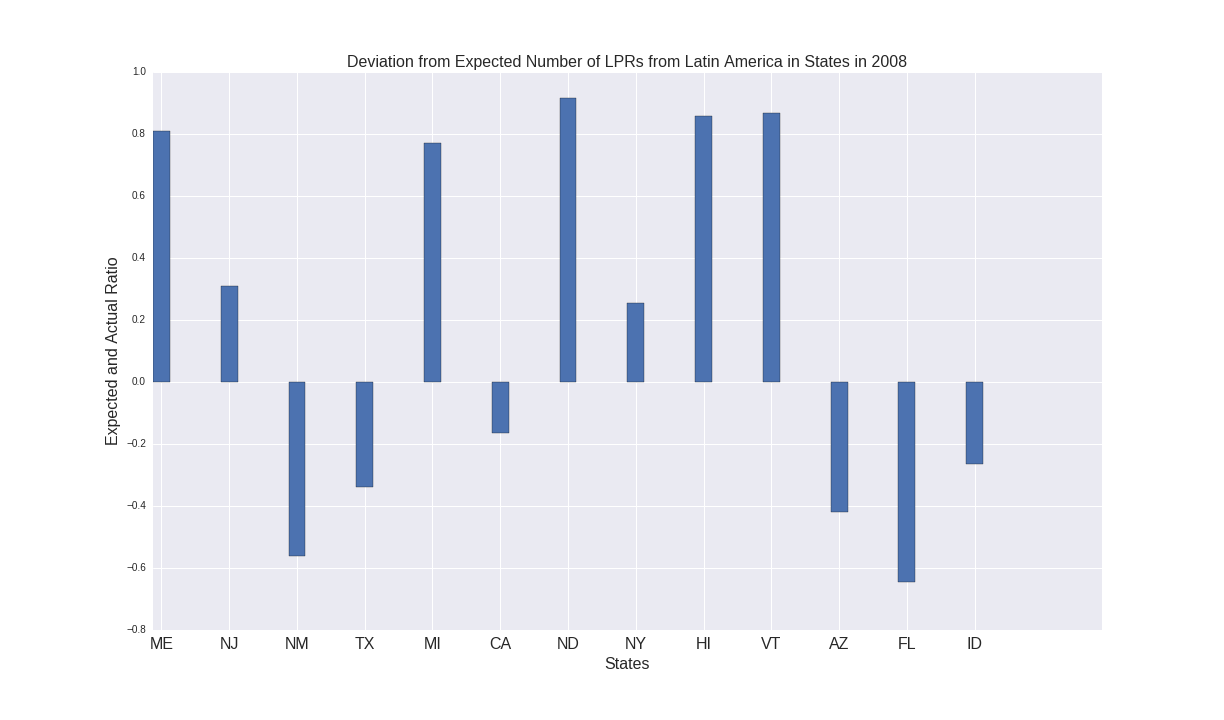 Deviation from Expected Number of LPRs from Latin America in States in 2008
1.0
0.8
0.6
0.4
0.2
0.0
−0.2
−0.4
−0.6
−0.8
Expected and Actual Ratio
ME NJ NM TX MI CA ND NY HI VT AZ FL ID
States